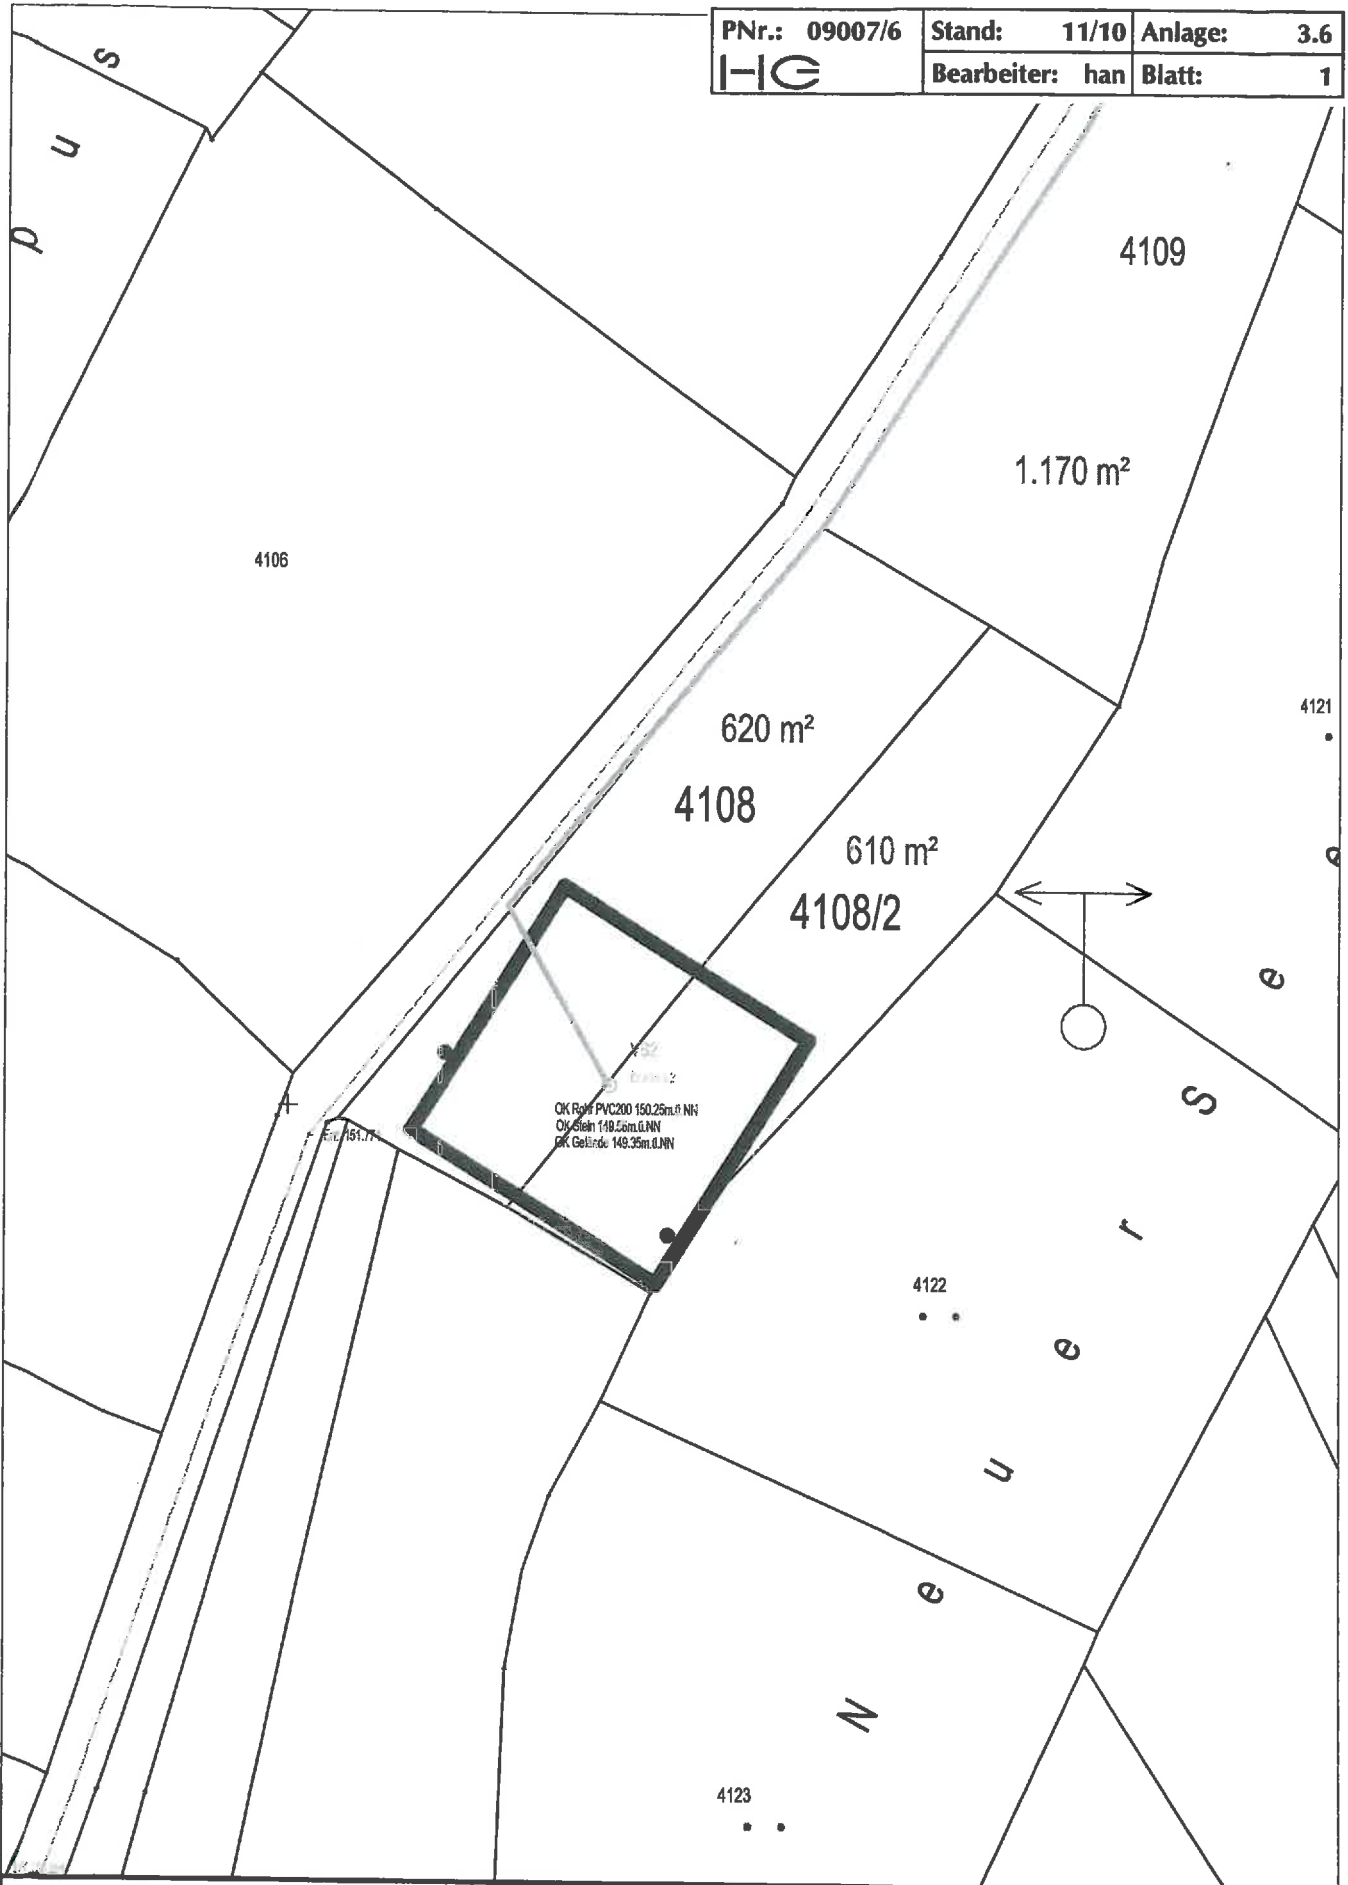 PNr.: 09007/6
Stand: 11/10
Anlage: 3.6
HG
Bearbeiter: han
Blatt: 1
s
u
d
4109
1.170 m²
4106
620 m²
4108
4121
610 m²
4108/2
e
e
OK Rohr PVC200 150.25m.ü.NN
OK Stein 149.56m.ü.NN
OK Gelände 149.35m.ü.NN
4122
N e u e r S
4123